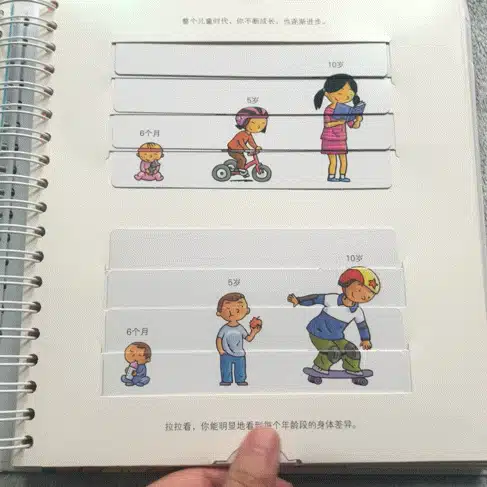 整个儿童时代，你不断成长，也逐渐进步。
10岁
5岁
6个月
10岁
5岁
6个月
拉拉看，你能明显地看到每个年龄段的身体差异。